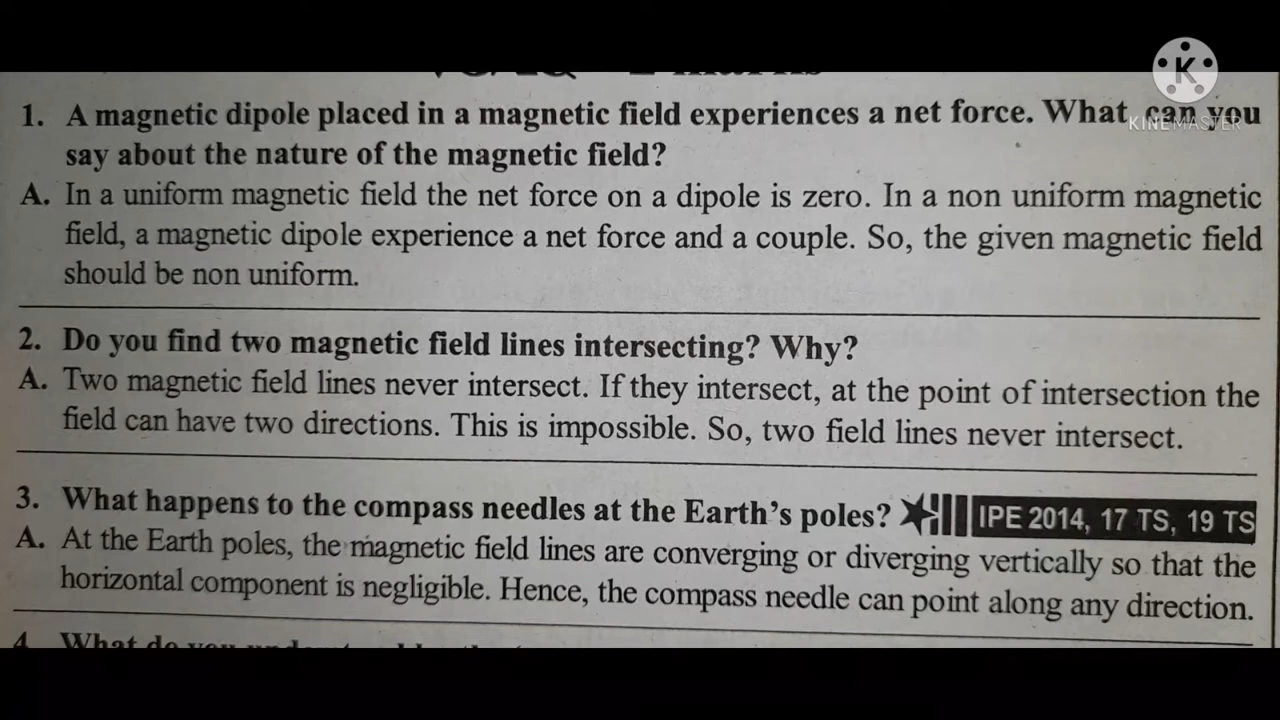 K
KINEMASTER
1. A magnetic dipole placed in a magnetic field experiences a net force. What can you
say about the nature of the magnetic field?
A. In a uniform magnetic field the net force on a dipole is zero. In a non uniform magnetic
field, a magnetic dipole experience a net force and a couple. So, the given magnetic field
should be non uniform.
2. Do you find two magnetic field lines intersecting? Why?
A. Two magnetic field lines never intersect. If they intersect, at the point of intersection the
field can have two directions. This is impossible. So, two field lines never intersect.
3. What happens to the compass needles at the Earth's poles? IPE 2014, 17 TS, 19 TS
A. At the Earth poles, the magnetic field lines are converging or diverging vertically so that the
horizontal component is negligible. Hence, the compass needle can point along any direction.
4. What do you